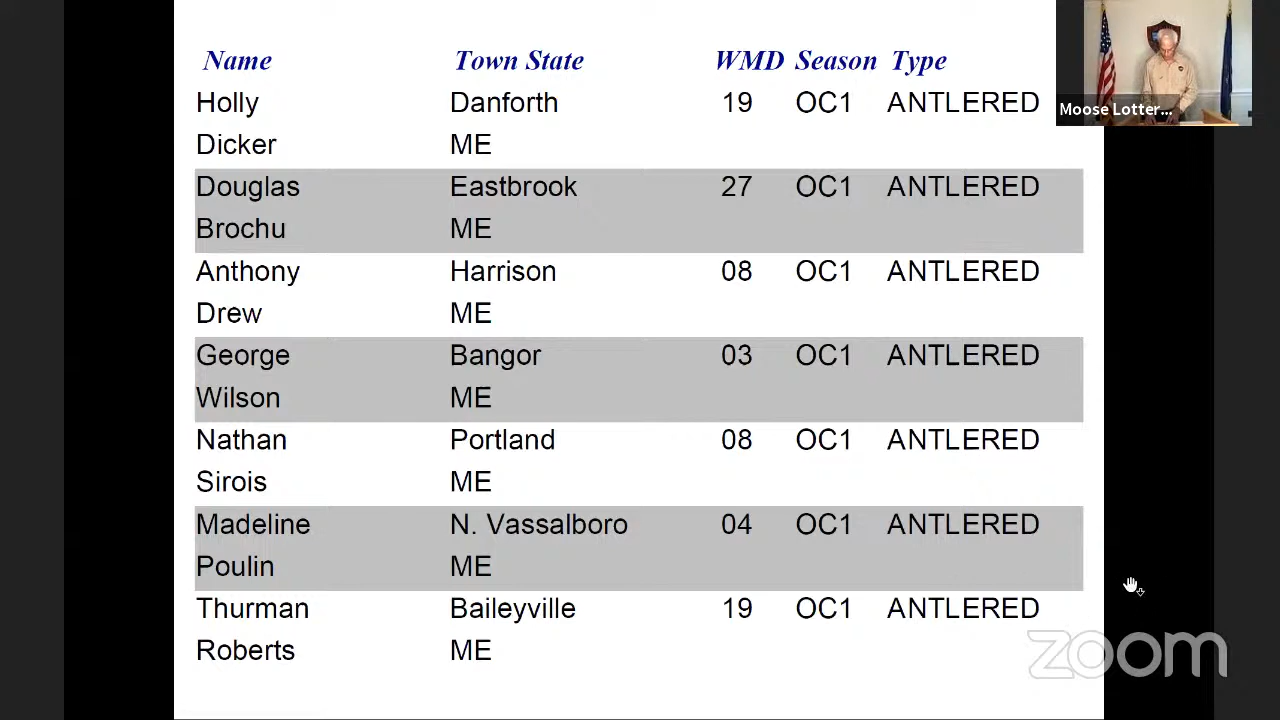 Name Town State WMD Season Type
Holly Danforth 19 OC1 ANTLERED
Dicker ME
Douglas Eastbrook 27 OC1 ANTLERED
Brochu ME
Anthony Harrison 08 OC1 ANTLERED
Drew ME
George Bangor 03 OC1 ANTLERED
Wilson ME
Nathan Portland 08 OC1 ANTLERED
Sirois ME
Madeline N. Vassalboro 04 OC1 ANTLERED
Poulin ME
Thurman Baileyville 19 OC1 ANTLERED
Roberts ME
Moose Lotter...
zoom